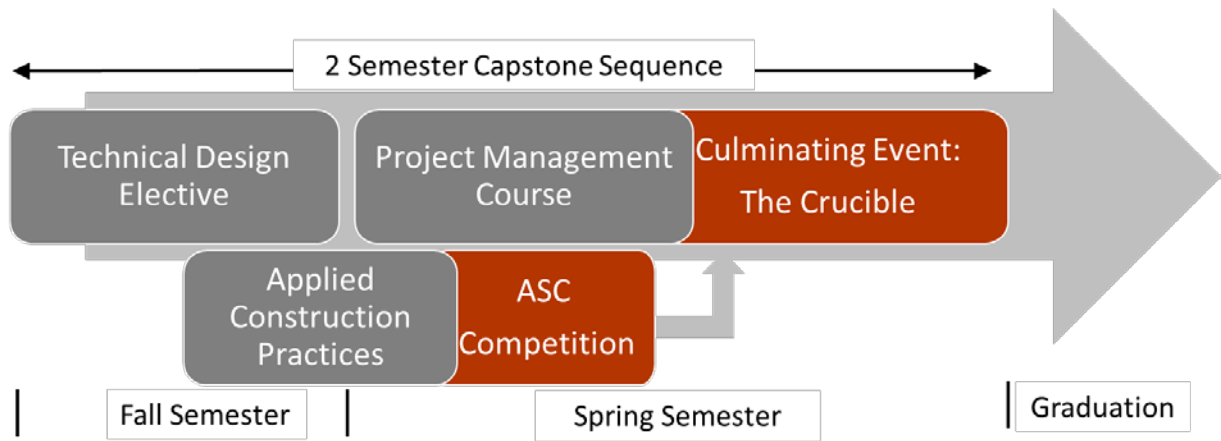 2 Semester Capstone Sequence
Technical Design
Elective
Project Management
Course
Culminating Event:
The Crucible
Applied
Construction
Practices
ASC
Competition
Fall Semester
Spring Semester
Graduation